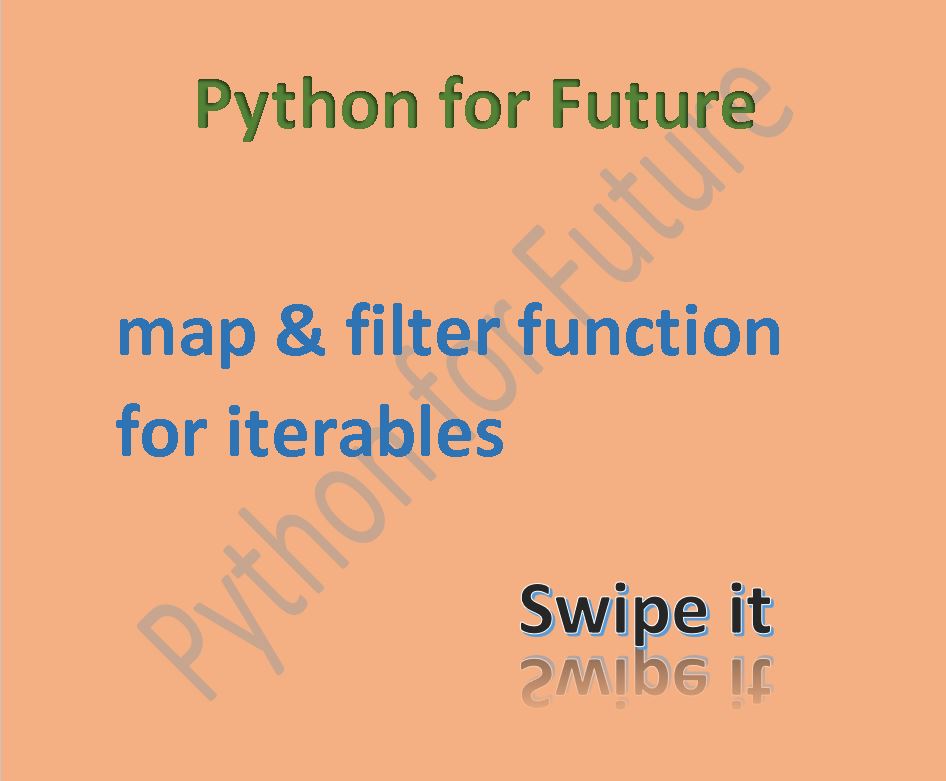 Python for Future
map & filter function
for iterables
Swipe it
Python for Future